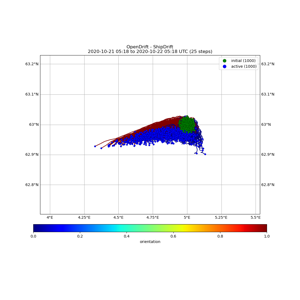 OpenDrift - ShipDrift
2020-10-21 05:18 to 2020-10-22 05:18 UTC (25 steps)
initial (1000)
active (1000)
63.2°N
63.2°N
63.1°N
63.1°N
63°N
63°N
62.9°N
62.9°N
62.8°N
62.8°N
4°E 4.25°E 4.5°E 4.75°E 5°E 5.25°E 5.5°E
0.0 0.2 0.4 0.6 0.8 1.0
orientation